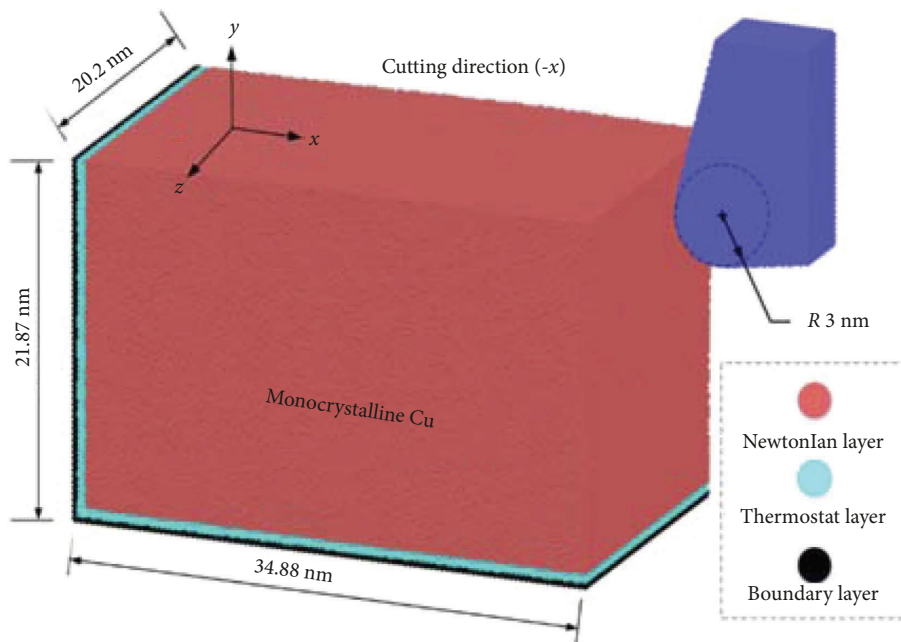 y
20.2 nm
Cutting direction (-x)
x
z
21.87 nm
R 3 nm
Monocrystalline Cu
NewtonIan layer
Thermostat layer
34.88 nm
Boundary layer